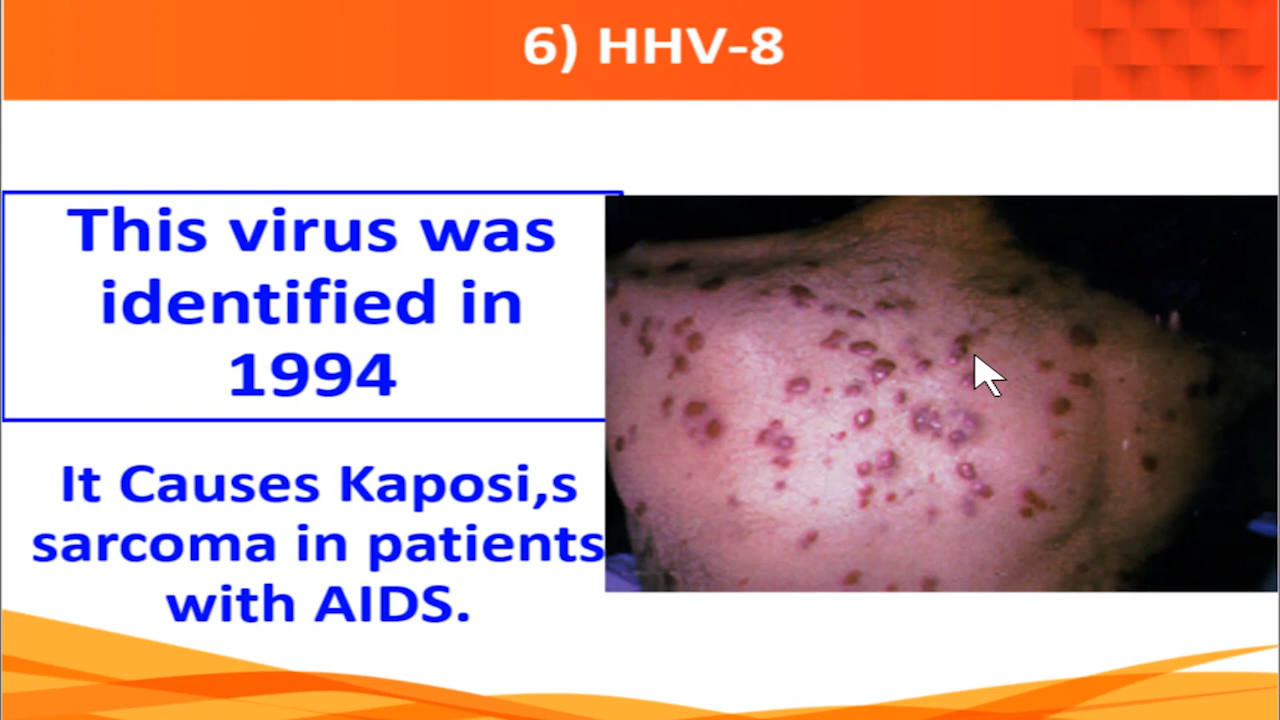 6) HHV-8
This virus was
identified in
1994
It Causes Kaposi,s
sarcoma in patients
with AIDS.